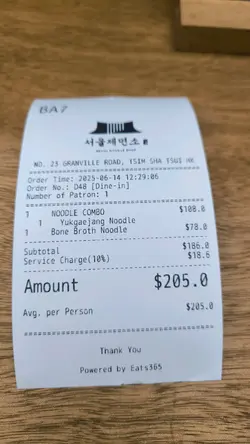 BA7
서울제면소
NO. 23 GRANVILLE ROAD, TSIM SHA TSUI HK
Order Time: 2025-06-14 12:29:06
Order No.: D48 [Dine-in]
Number of Patron: 1
1 NOODLE COMBO $108.0
1 Yukgaejang Noodle
1 Bone Broth Noodle $78.0
Subtotal $186.0
Service Charge(10%) $18.6
Amount $205.0
Avg. per Person $205.0
Thank You
Powered by Eats365